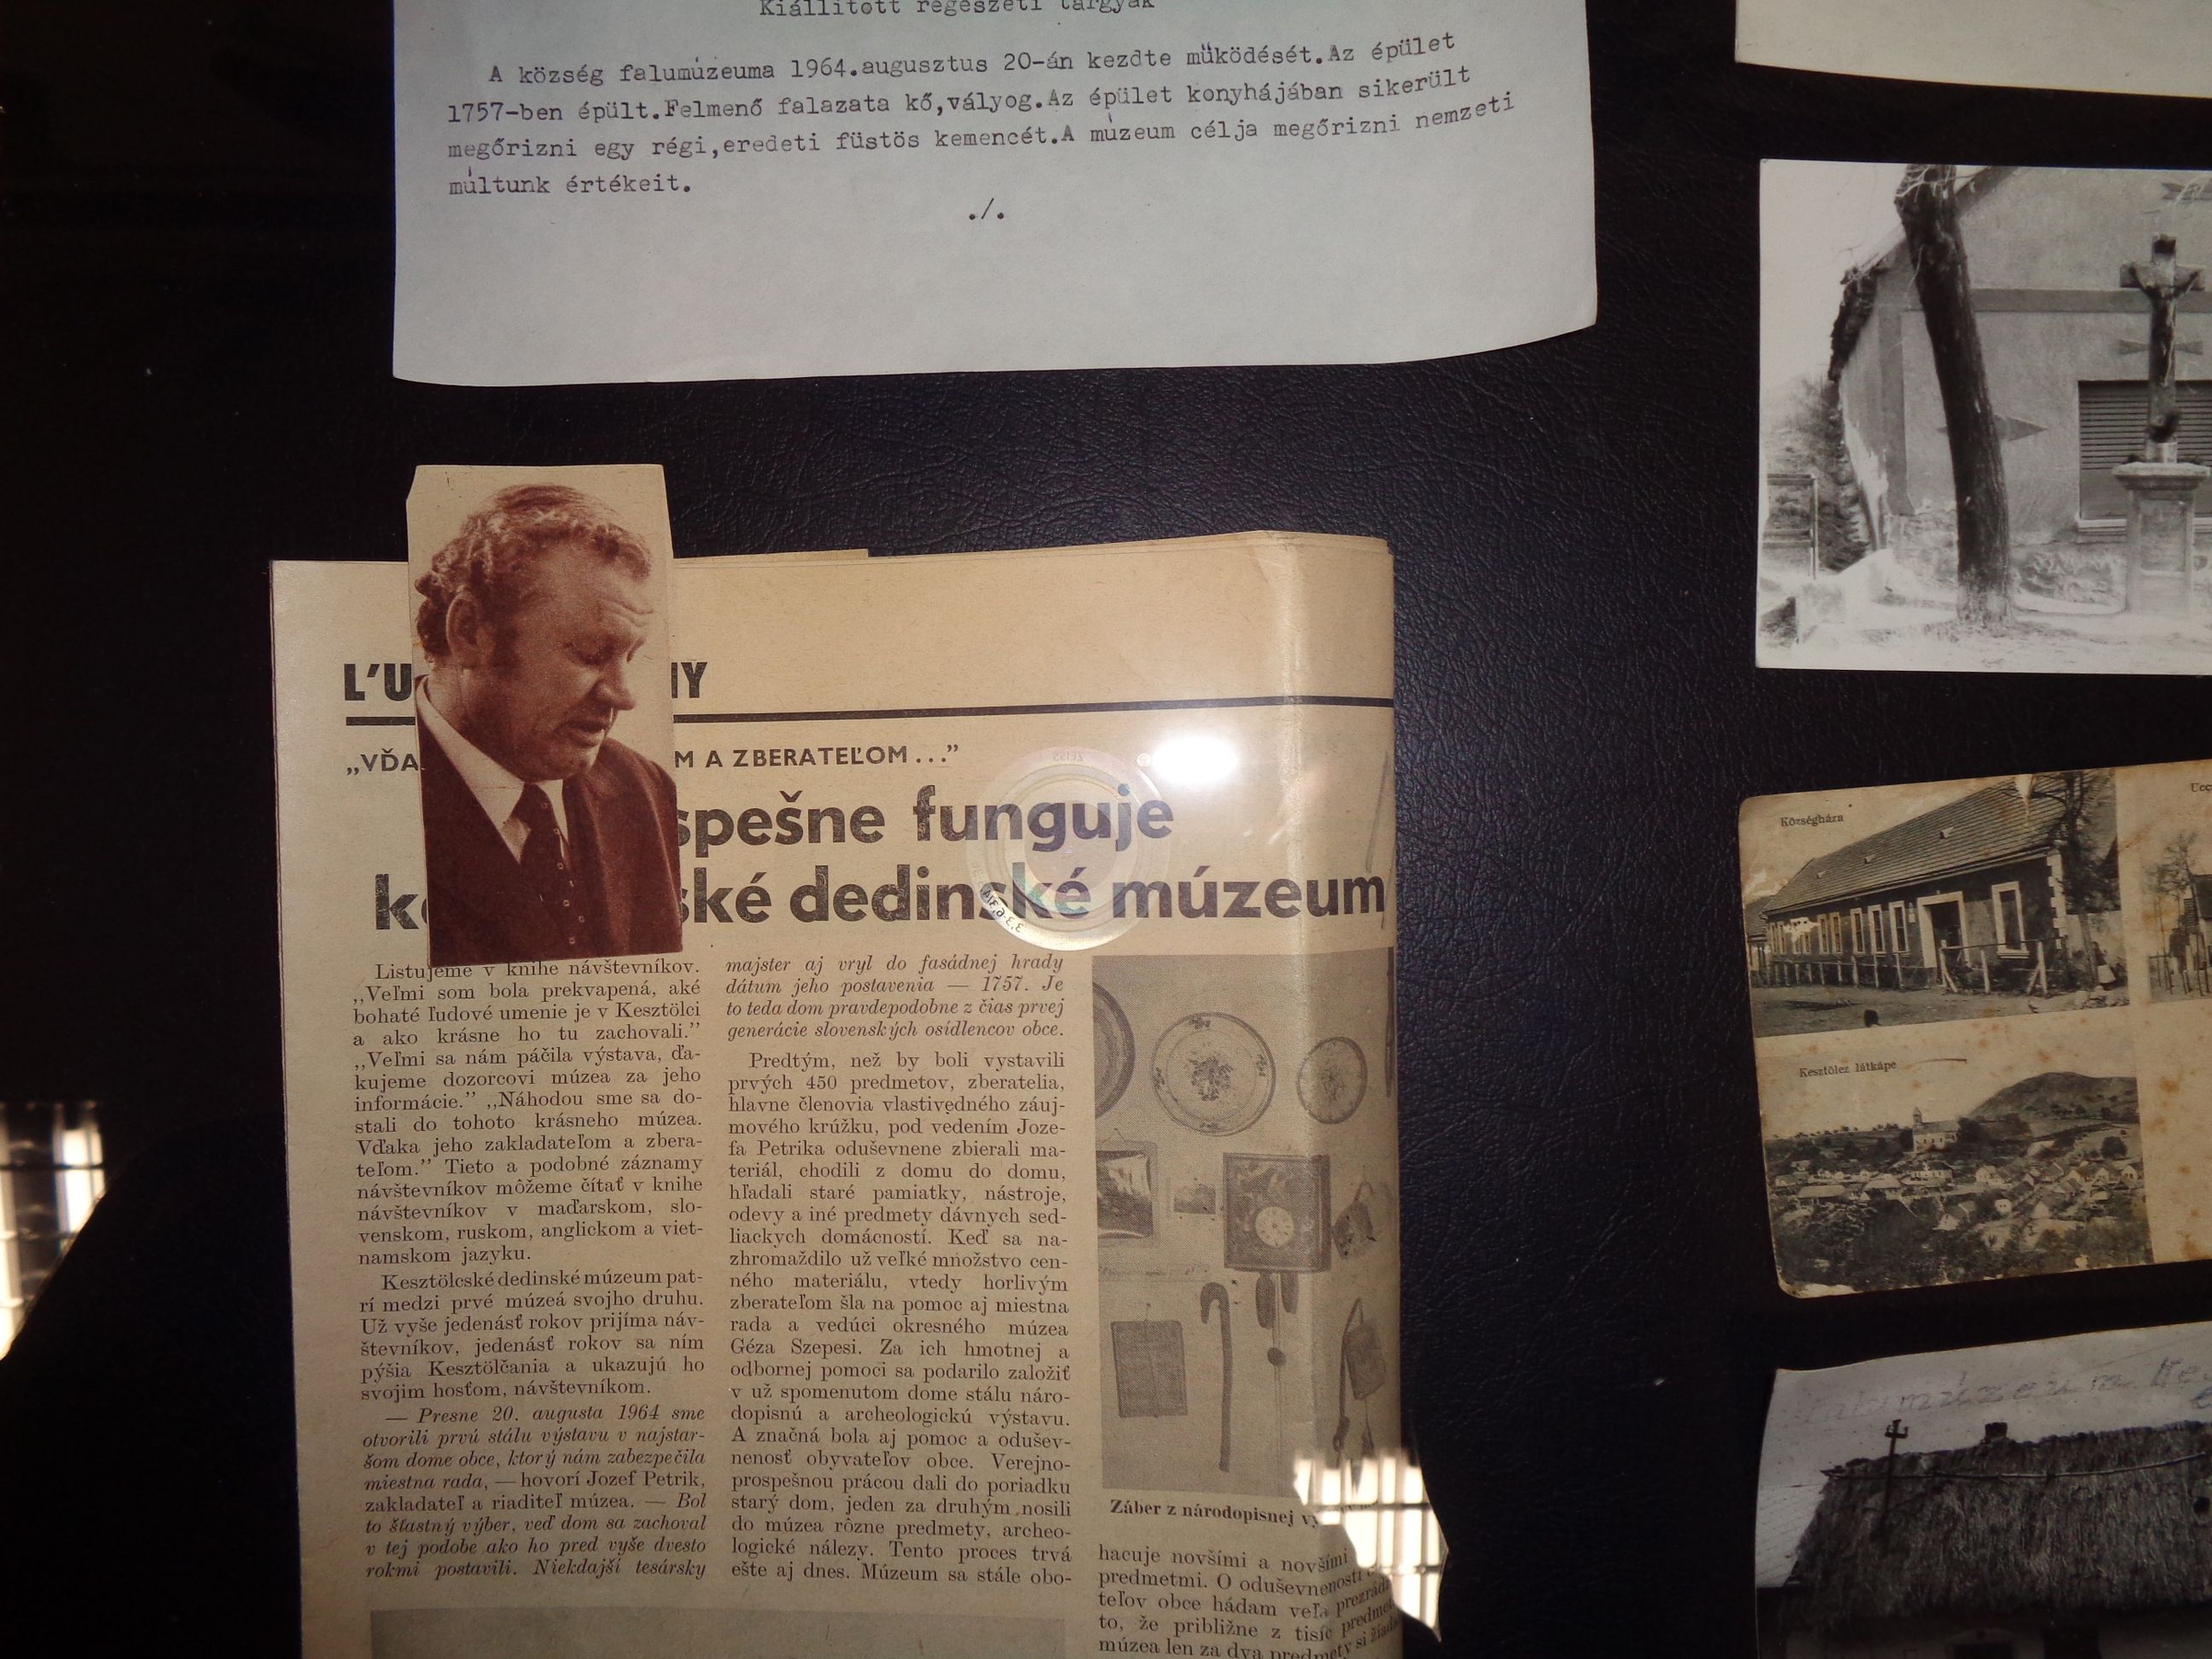 Kiállított régészeti tárgyak
A község falumúzeuma 1964.augusztus 20-án kezdte működését.Az épület
1757-ben épült.Felmenő falazata kő,vályog.Az épület konyhájában sikerült
megőrizni egy régi,eredeti füstös kemencét.A múzeum célja megőrizni nemzeti
múltunk értékeit.
./.
„VĎA M A ZBERATEĽOM...”
spešne funguje
ské dedinské múzeum
Listujeme v knihe návštevníkov.
„Veľmi som bola prekvapená, aké
bohaté ľudové umenie je v Kesztölci
a ako krásne ho tu zachovali.”
„Veľmi sa nám páčila výstava, ďa-
kujeme dozorcovi múzea za jeho
informácie.” „Náhodou sme sa do-
stali do tohoto krásneho múzea.
Vďaka jeho zakladateľom a zbera-
teľom.” Tieto a podobné záznamy
návštevníkov môžeme čítať v knihe
návštevníkov v maďarskom, slo-
venskom, ruskom, anglickom a viet-
namskom jazyku.
Kesztölcské dedinské múzeum pat-
rí medzi prvé múzeá svojho druhu.
Už vyše jedenásť rokov prijíma náv-
števníkov, jedenásť rokov sa ním
pýšia Kesztölčania a ukazujú ho
svojim hosťom, návštevníkom.
— Presne 20. augusta 1964 sme
otvorili prvú stálu výstavu v najstar-
šom dome obce, ktorý nám zabezpečila
miestna rada, — hovorí Jozef Petrik,
zakladateľ a riaditeľ múzea. — Bol
to šťastný výber, veď dom sa zachoval
v tej podobe ako ho pred vyše dvesto
rokmi postavili. Niekdajší tesársky
majster aj vryl do fasádnej hrady
dátum jeho postavenia — 1757. Je
to teda dom pravdepodobne z čias prvej
generácie slovenských osídlencov obce.
Predtým, než by boli vystavili
prvých 450 predmetov, zberatelia,
hlavne členovia vlastivedného záuj-
mového krúžku, pod vedením Joze-
fa Petrika oduševnene zbierali ma-
teriál, chodili z domu do domu,
hľadali staré pamiatky, nástroje,
odevy a iné predmety dávnych sed-
liackych domácností. Keď sa na-
zhromaždilo už veľké množstvo cen-
ného materiálu, vtedy horlivým
zberateľom šla na pomoc aj miestna
rada a vedúci okresného múzea
Géza Szepesi. Za ich hmotnej a
odbornej pomoci sa podarilo založiť
v už spomenutom dome stálu náro-
dopisnú a archeologickú výstavu.
A značná bola aj pomoc a odušev-
nenosť obyvateľov obce. Verejno-
prospešnou prácou dali do poriadku
starý dom, jeden za druhým nosili
do múzea rôzne predmety, archeo-
logické nálezy. Tento proces trvá
ešte aj dnes. Múzeum sa stále obo-
Záber z národopisnej
hacuje novšími a novšími
predmetmi. O oduševnenosti
teľov obce hádam veľa prezrádza
to, že približne z tisíc
múzea len za dva predmety si
Községháza
Kesztölcz látképe